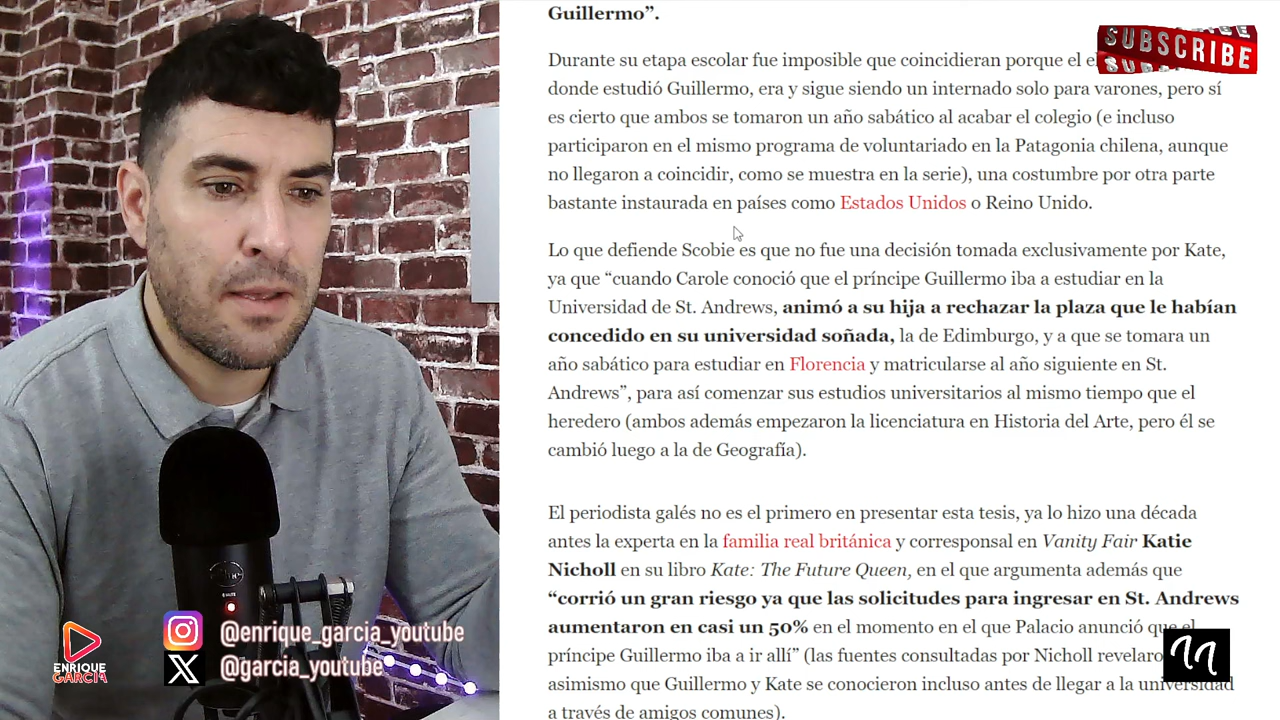 Guillermo”.
Durante su etapa escolar fue imposible que coincidieran porque el
donde estudió Guillermo, era y sigue siendo un internado solo para varones, pero sí
es cierto que ambos se tomaron un año sabático al acabar el colegio (e incluso
participaron en el mismo programa de voluntariado en la Patagonia chilena, aunque
no llegaron a coincidir, como se muestra en la serie), una costumbre por otra parte
bastante instaurada en países como Estados Unidos o Reino Unido.
Lo que defiende Scobie es que no fue una decisión tomada exclusivamente por Kate,
ya que “cuando Carole conoció que el príncipe Guillermo iba a estudiar en la
Universidad de St. Andrews, animó a su hija a rechazar la plaza que le habían
concedido en su universidad soñada, la de Edimburgo, y a que se tomara un
año sabático para estudiar en Florencia y matricularse al año siguiente en St.
Andrews”, para así comenzar sus estudios universitarios al mismo tiempo que el
heredero (ambos además empezaron la licenciatura en Historia del Arte, pero él se
cambió luego a la de Geografía).
El periodista galés no es el primero en presentar esta tesis, ya lo hizo una década
antes la experta en la familia real británica y corresponsal en Vanity Fair Katie
Nicholl en su libro Kate: The Future Queen, en el que argumenta además que
“corrió un gran riesgo ya que las solicitudes para ingresar en St. Andrews
aumentaron en casi un 50% en el momento en el que Palacio anunció que el
príncipe Guillermo iba a ir allí” (las fuentes consultadas por Nicholl
asimismo que Guillermo y Kate se conocieron incluso antes de llegar a la universidad
a través de amigos comunes).
SUBSCRIBE
@enrique_garcia_youtube
@garcia_youtube
ENRIQUE
GARCIA